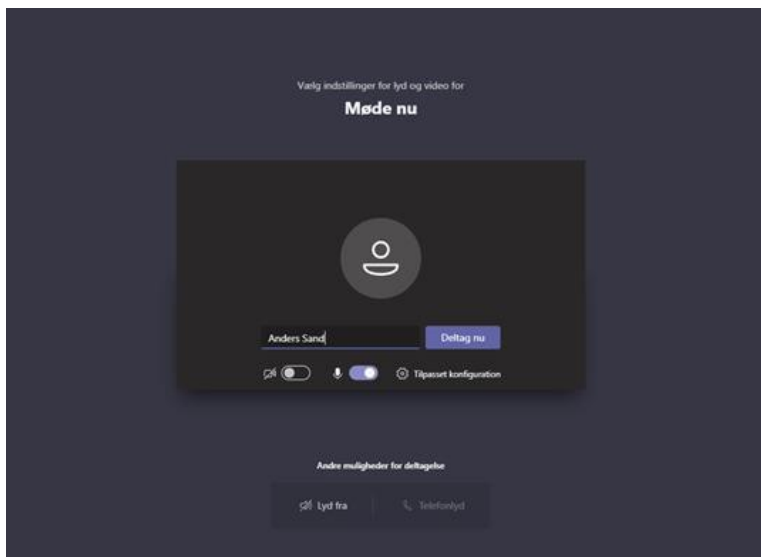 Vælg indstillinger for lyd og video for
Møde nu
Anders Sand
Deltag nu
Tilpasset konfiguration
Andre muligheder for deltagelse
Lyd fra
Telefonlyd